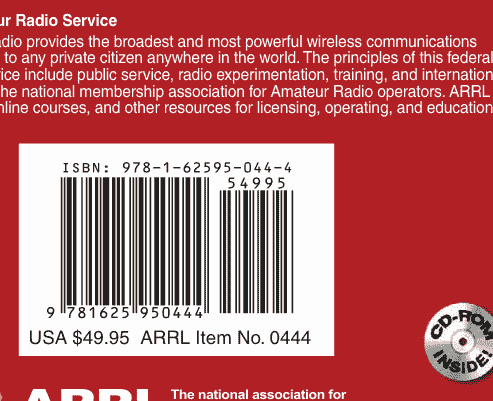 ur Radio Service
adio provides the broadest and most powerful wireless communications
to any private citizen anywhere in the world. The principles of this federal
ice include public service, radio experimentation, training, and internation
he national membership association for Amateur Radio operators. ARRL
nline courses, and other resources for licensing, operating, and education
ISBN: 978-1-62595-044-4
54995
9 781625 950444
USA $49.95 ARRL Item No. 0444
CD-ROM
INSIDE!
ARRL The national association for